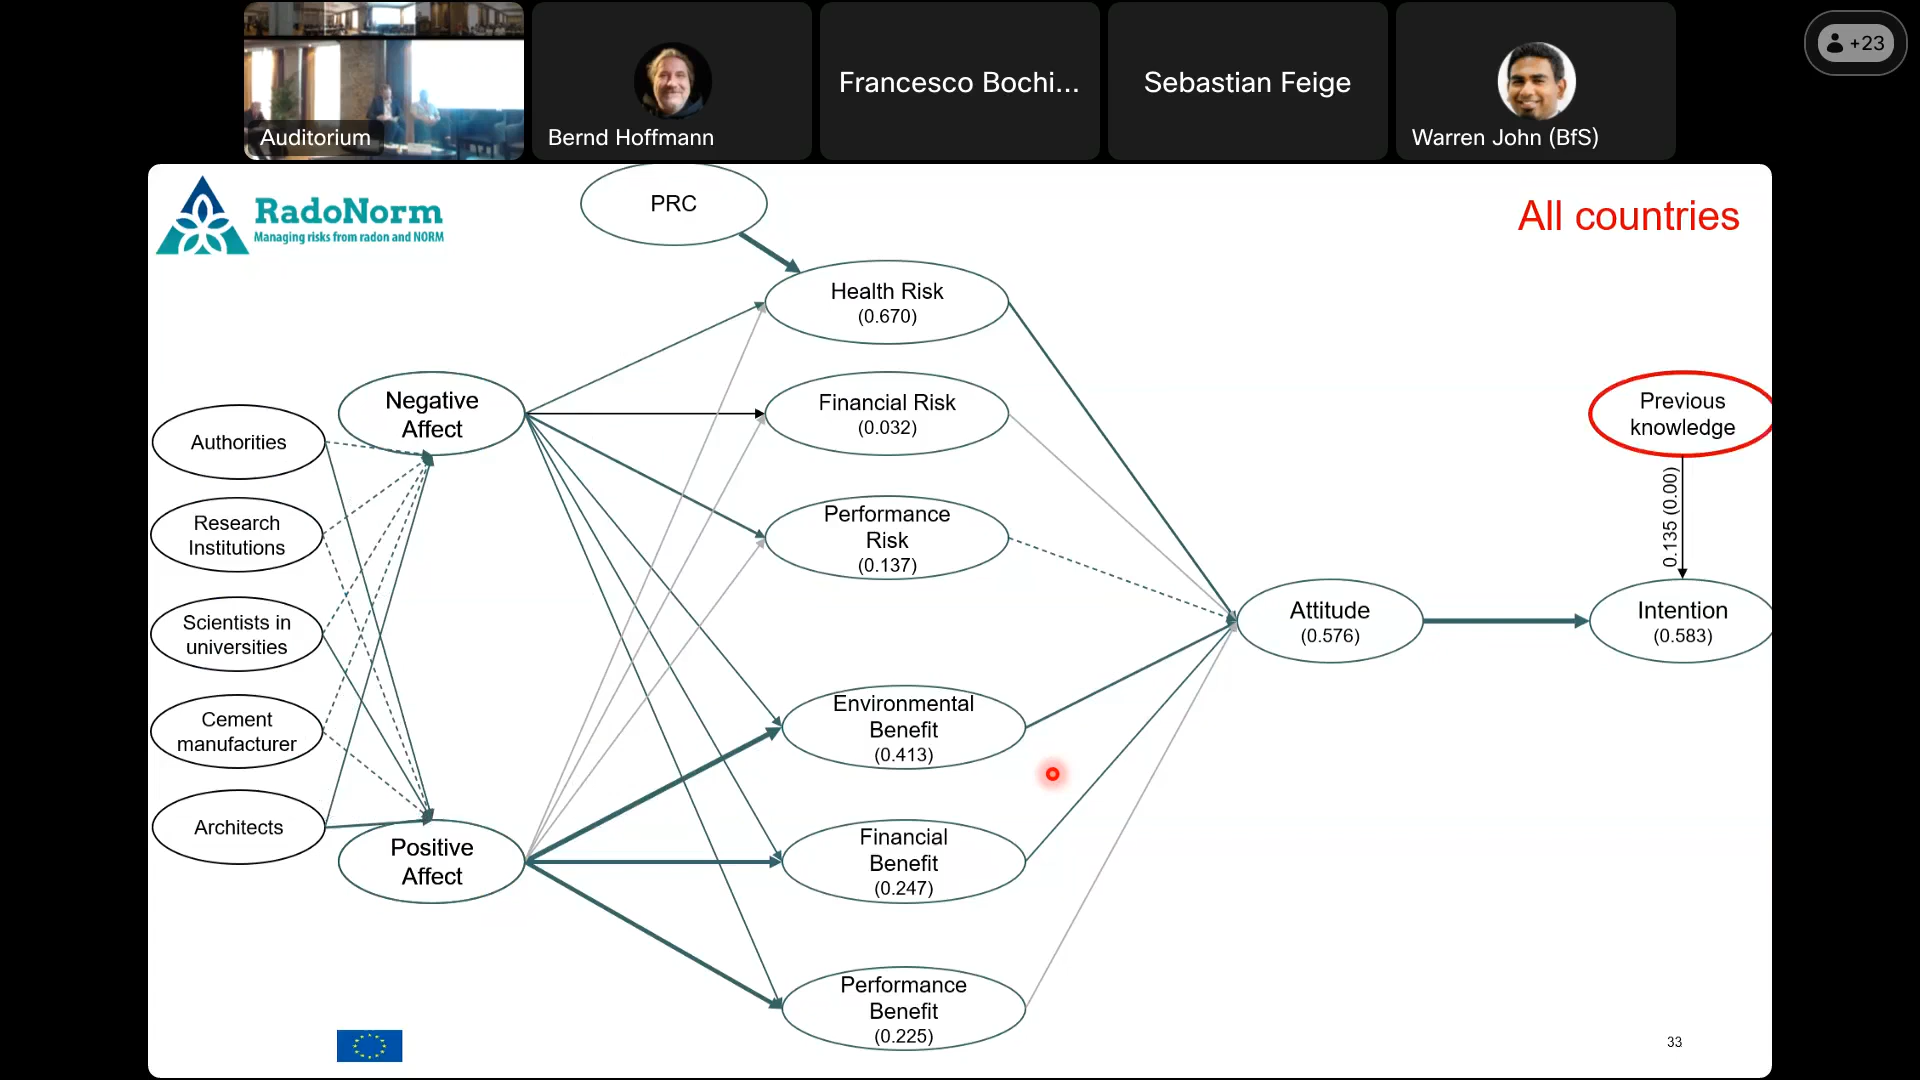 +23
Auditorium
Bernd Hoffmann
Francesco Bochi...
Sebastian Feige
Warren John (BfS)
RadoNorm
Managing risks from radon and NORM
All countries
PRC
Health Risk
(0.670)
Negative
Affect
Financial Risk
(0.032)
Previous
knowledge
Authorities
Research
Institutions
Performance
Risk
(0.137)
0.135 (0.00)
Scientists in
universities
Attitude
(0.576)
Intention
(0.583)
Cement
manufacturer
Environmental
Benefit
(0.413)
Architects
Positive
Affect
Financial
Benefit
(0.247)
Performance
Benefit
(0.225)
33